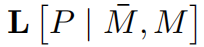 L [P | M̄, M]